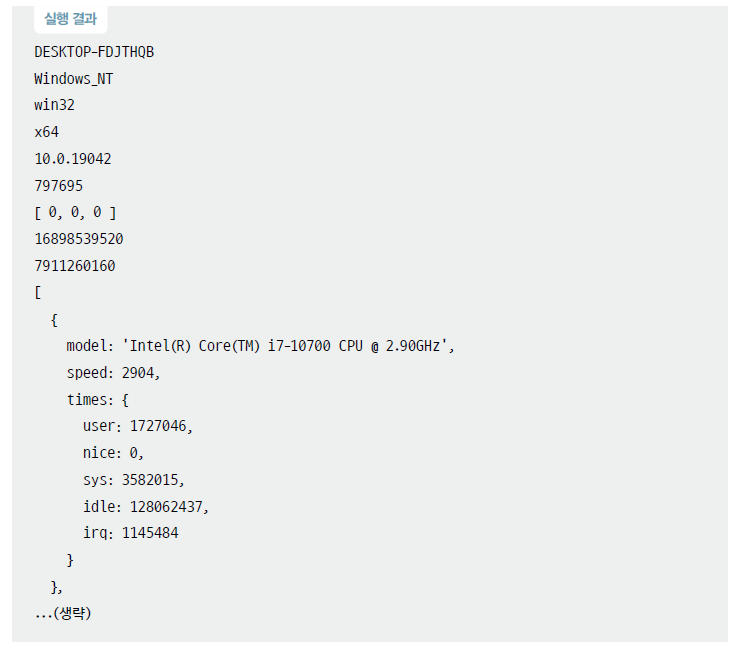 실행 결과
DESKTOP-FDJTHQB
Windows_NT
win32
x64
10.0.19042
797695
[ 0, 0, 0 ]
16898539520
7911260160
[
  {
    model: 'Intel(R) Core(TM) i7-10700 CPU @ 2.90GHz',
    speed: 2904,
    times: {
      user: 1727046,
      nice: 0,
      sys: 3582015,
      idle: 128062437,
      irq: 1145484
    }
  },
...(생략)